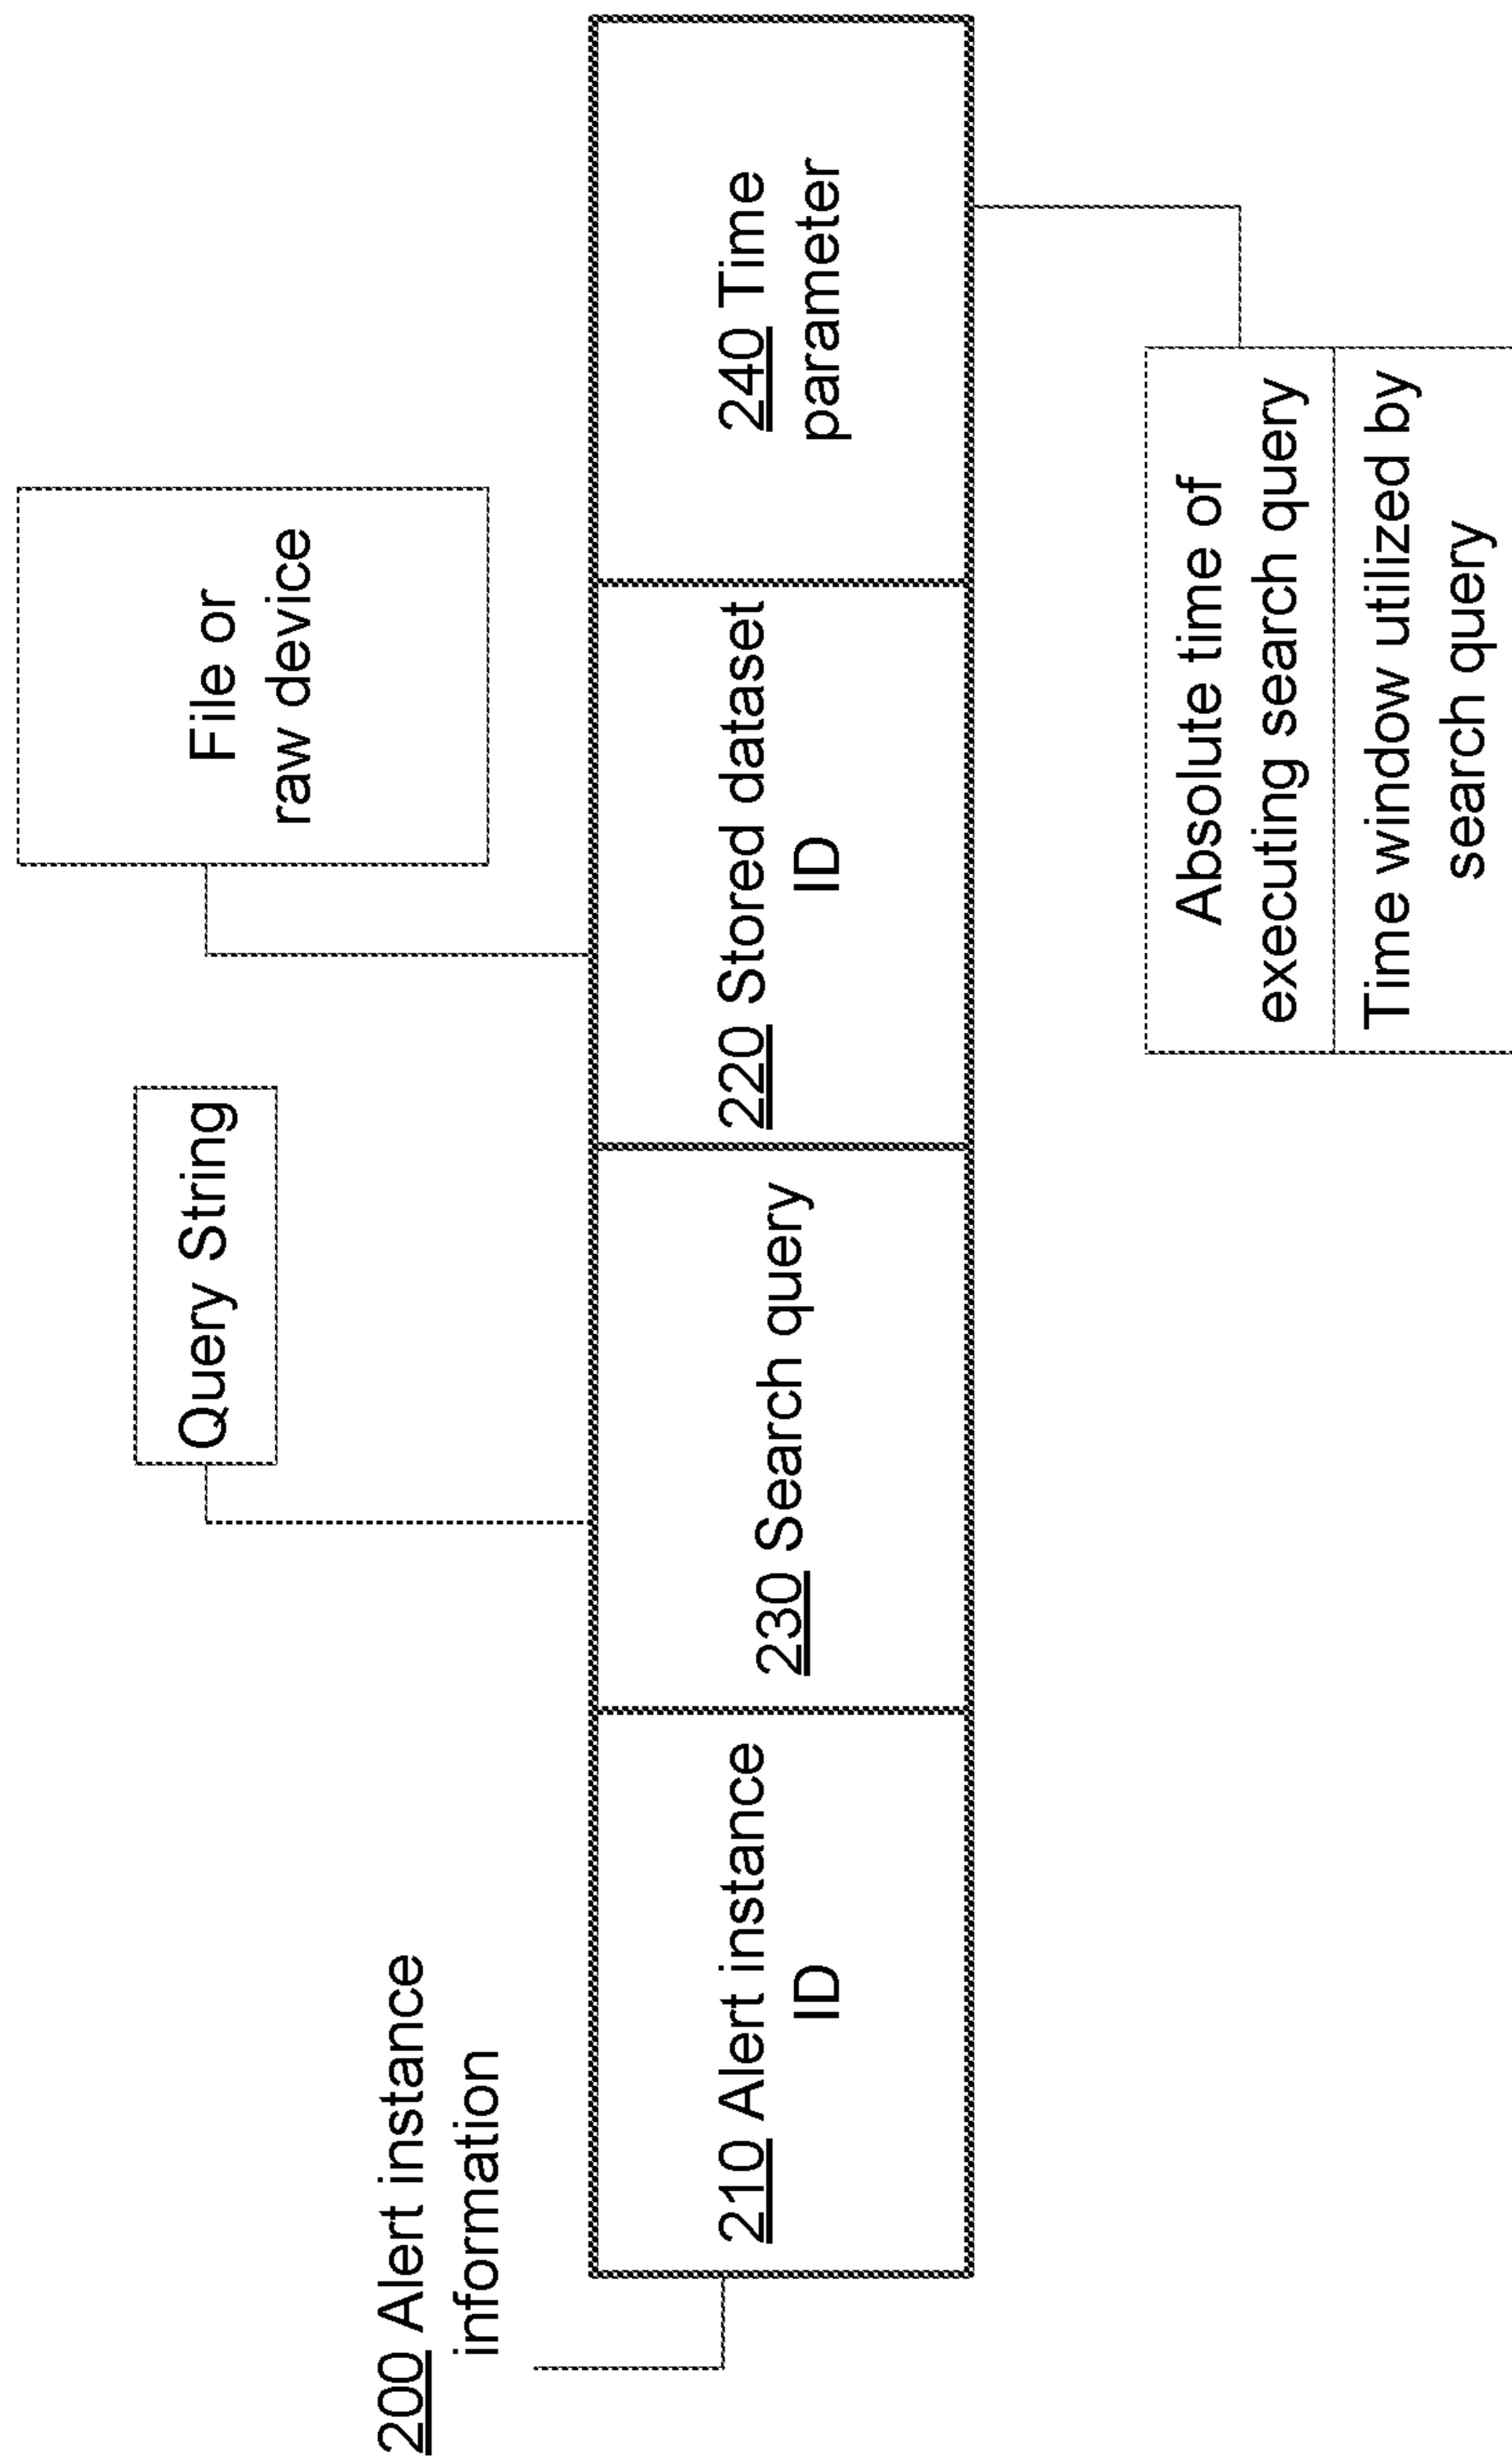 200 Alert instance
information
Query String
File or
raw device
210 Alert instance
ID
230 Search query
220 Stored dataset
ID
240 Time
parameter
Absolute time of
executing search query
Time window utilized by
search query